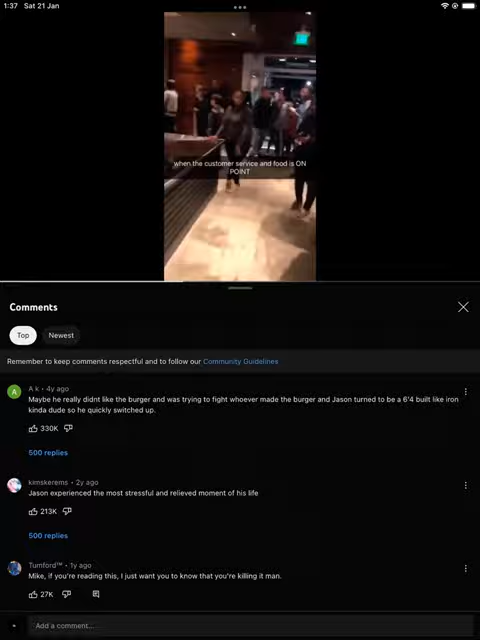 1:37 Sat 21 Jan
when the customer service and food is ON
POINT
Comments
Top Newest
Remember to keep comments respectful and to follow our Community Guidelines
A
A k • 4y ago
Maybe he really didnt like the burger and was trying to fight whoever made the burger and Jason turned to be a 6'4 built like iron
kinda dude so he quickly switched up.
330K
500 replies
kimskerems • 2y ago
Jason experienced the most stressful and relieved moment of his life
213K
500 replies
Turnford™ • 1y ago
Mike, if you're reading this, I just want you to know that you're killing it man.
27K
Add a comment...